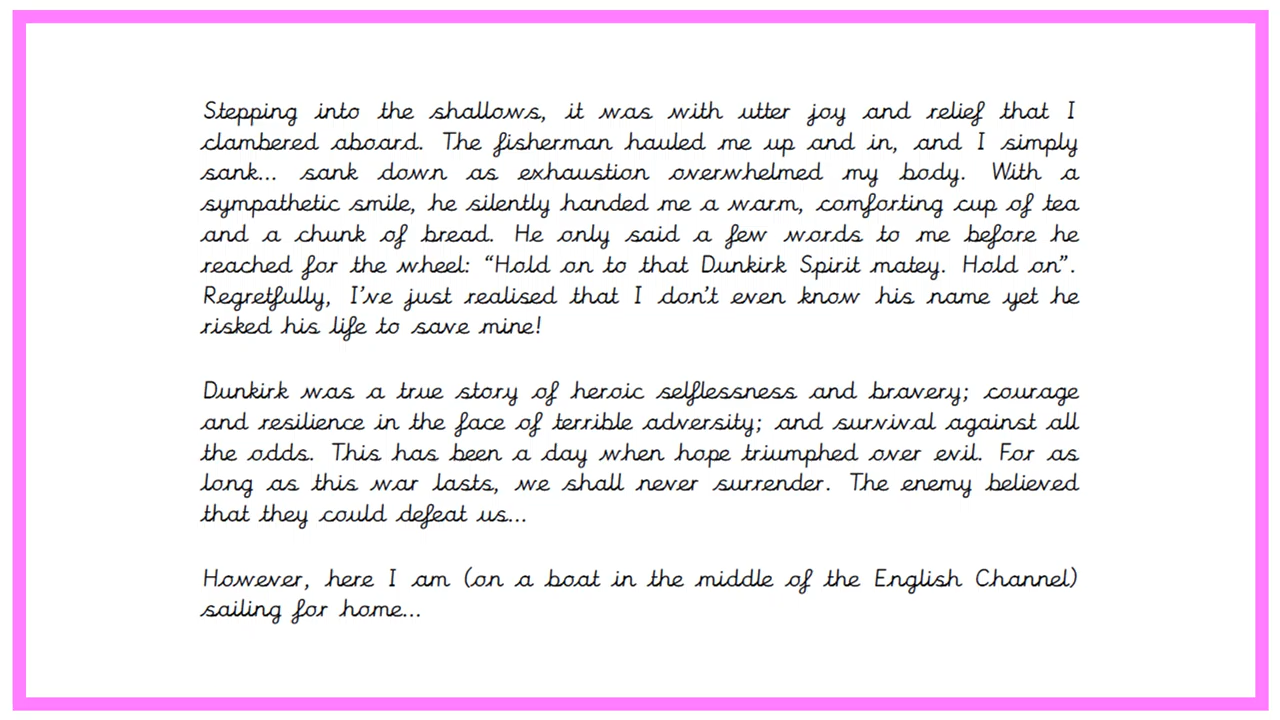 Stepping into the shallows, it was with utter joy and relief that I
clambered aboard. The fisherman hauled me up and in, and I simply
sank... sank down as exhaustion overwhelmed my body. With a
sympathetic smile, he silently handed me a warm, comforting cup of tea
and a chunk of bread. He only said a few words to me before he
reached for the wheel: “Hold on to that Dunkirk Spirit matey. Hold on”.
Regretfully, I’ve just realised that I don’t even know his name yet he
risked his life to save mine!
Dunkirk was a true story of heroic selflessness and bravery; courage
and resilience in the face of terrible adversity; and survival against all
the odds. This has been a day when hope triumphed over evil. For as
long as this war lasts, we shall never surrender. The enemy believed
that they could defeat us...
However, here I am (on a boat in the middle of the English Channel)
sailing for home...